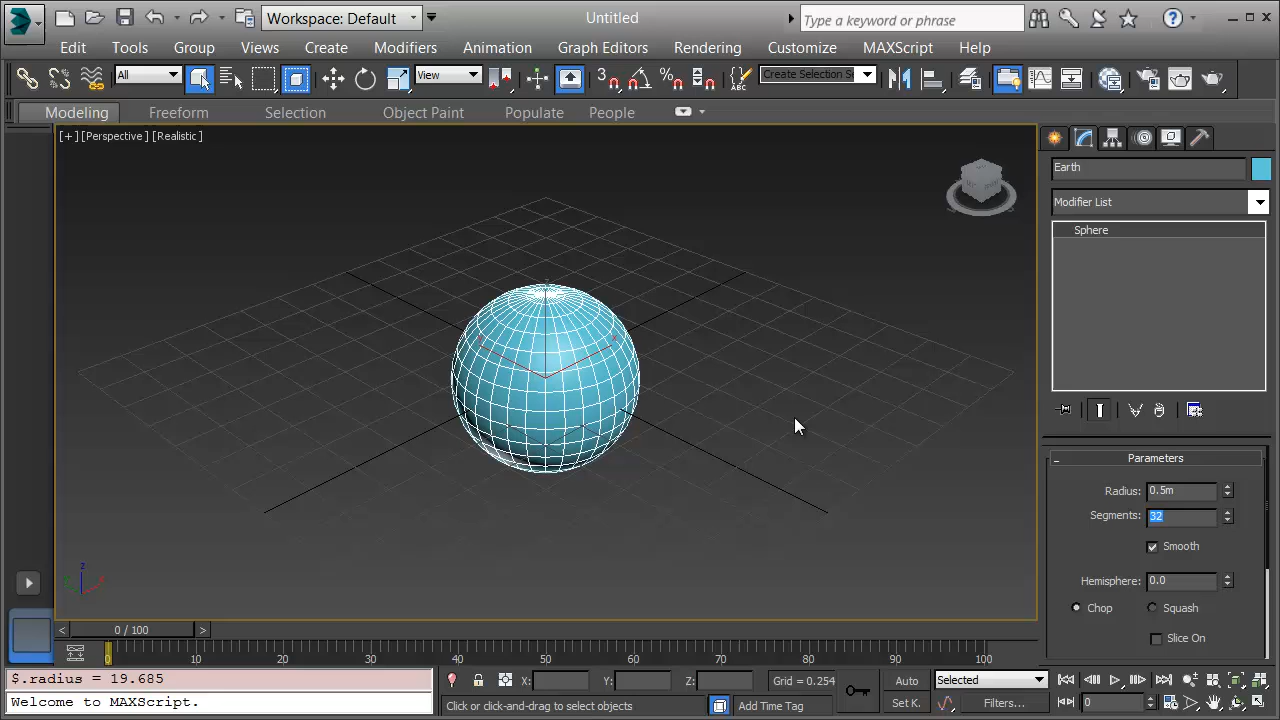 Workspace: Default
Untitled
Type a keyword or phrase
Edit Tools Group Views Create Modifiers Animation Graph Editors Rendering Customize MAXScript Help
All
View
3
ABC
Create Selection S
Modeling Freeform Selection Object Paint Populate People
[+] [Perspective] [Realistic]
Earth
Modifier List
Sphere
Parameters
Radius: 0.5m
Segments: 32
Smooth
Hemisphere: 0.0
Chop Squash
Slice On
z
0 / 100
0 10 20 30 40 50 60 70 80 90 100
$.radius = 19.685
Welcome to MAXScript.
X: Y: Z: Grid = 0.254
Auto Selected
Click or click-and-drag to select objects
Add Time Tag
Set K. Filters...
0